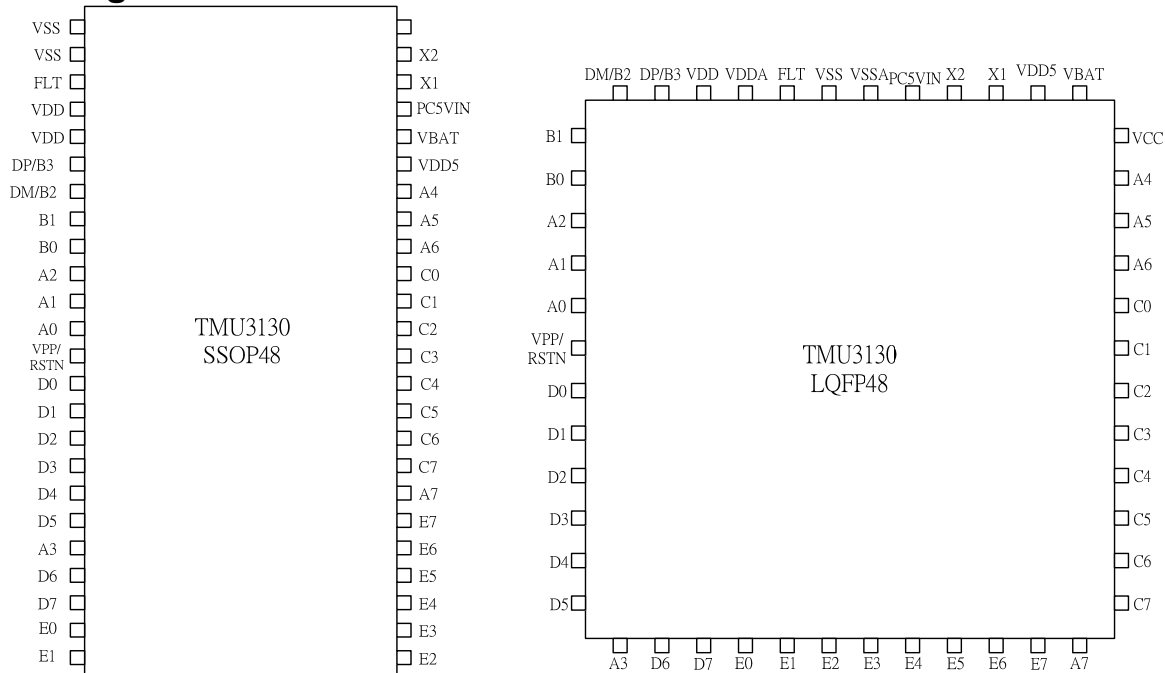 VSS
VSS
FLT
VDD
VDD
DP/B3
DM/B2
B1
B0
A2
A1
A0
VPP/
RSTN
D0
D1
D2
D3
D4
D5
A3
D6
D7
E0
E1
TMU3130
SSOP48
X2
X1
PC5VIN
VBAT
VDD5
A4
A5
A6
C0
C1
C2
C3
C4
C5
C6
C7
A7
E7
E6
E5
E4
E3
E2
DM/B2 DP/B3 VDD VDDA FLT VSS VSSA PC5VIN X2 X1 VDD5 VBAT
B1
B0
A2
A1
A0
VPP/
RSTN
D0
D1
D2
D3
D4
D5
TMU3130
LQFP48
VCC
A4
A5
A6
C0
C1
C2
C3
C4
C5
C6
C7
A3 D6 D7 E0 E1 E2 E3 E4 E5 E6 E7 A7